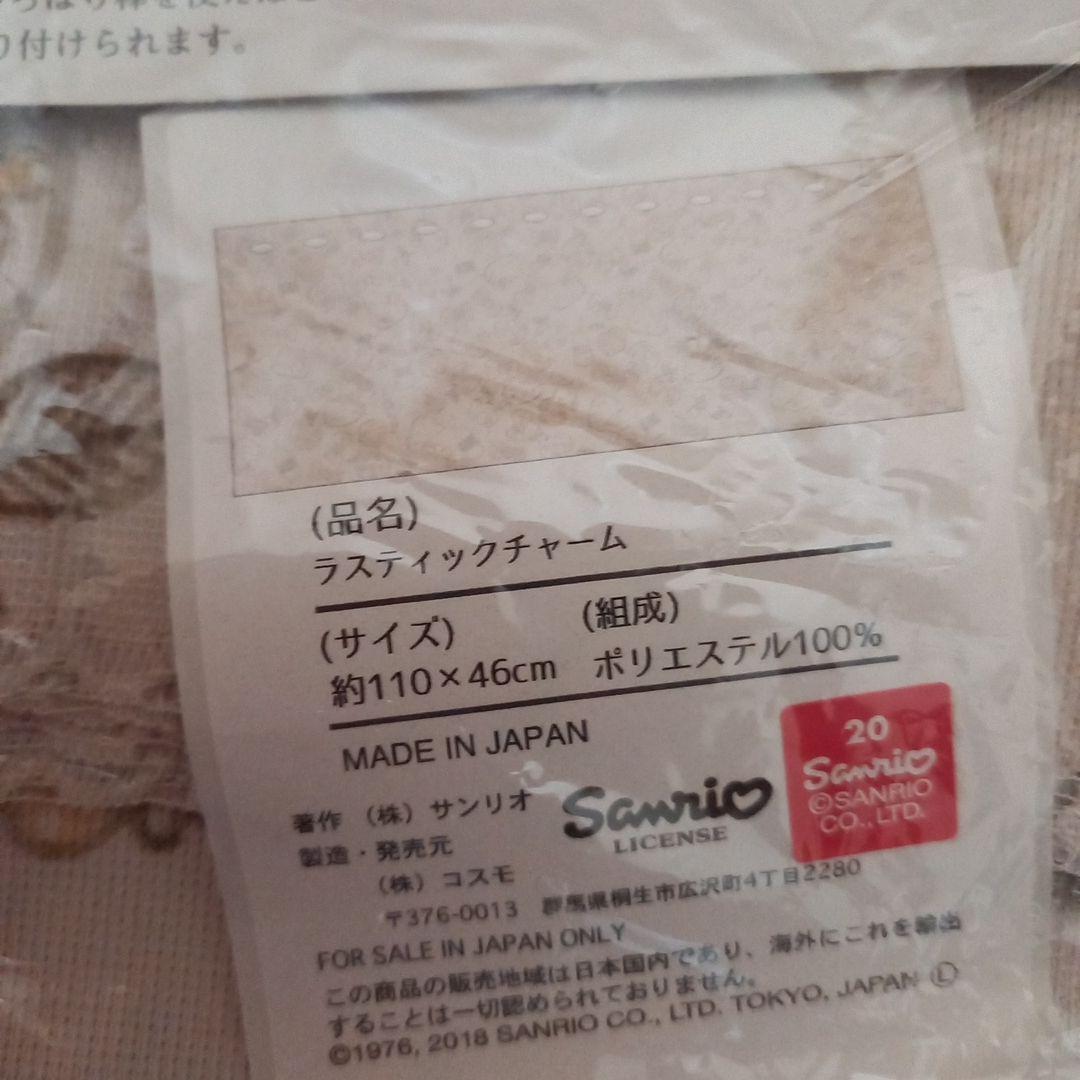 り付けられます。
(品名)
ラスティックチャーム
(サイズ)
約110×46cm
(組成)
ポリエステル100%
MADE IN JAPAN
著作 (株) サンリオ
製造・発売元
(株) コスモ
〒376-0013 群馬県桐生市広沢町4丁目2280
Sanrio
LICENSE
20
Sanrio
©SANRIO
CO., LTD.
FOR SALE IN JAPAN ONLY
この商品の販売地域は日本国内であり、海外にこれを輸出
することは一切認められておりません。
©1976, 2018 SANRIO CO., LTD. TOKYO, JAPAN Ⓛ